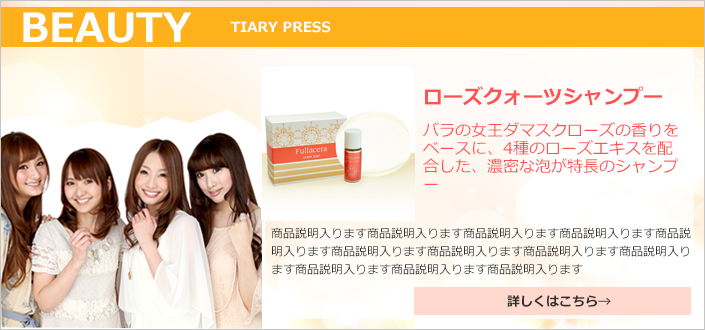 BEAUTY TIARY PRESS
ローズクォーツシャンプー
バラの女王ダマスクローズの香りを
ベースに、4種のローズエキスを配
合した、濃密な泡が特長のシャンプ
ー
Fullacera
商品説明入ります商品説明入ります商品説明入ります商品説明入ります商品説
明入ります商品説明入ります商品説明入ります商品説明入ります商品説明入り
ます商品説明入ります商品説明入ります商品説明入ります
詳しくはこちら→